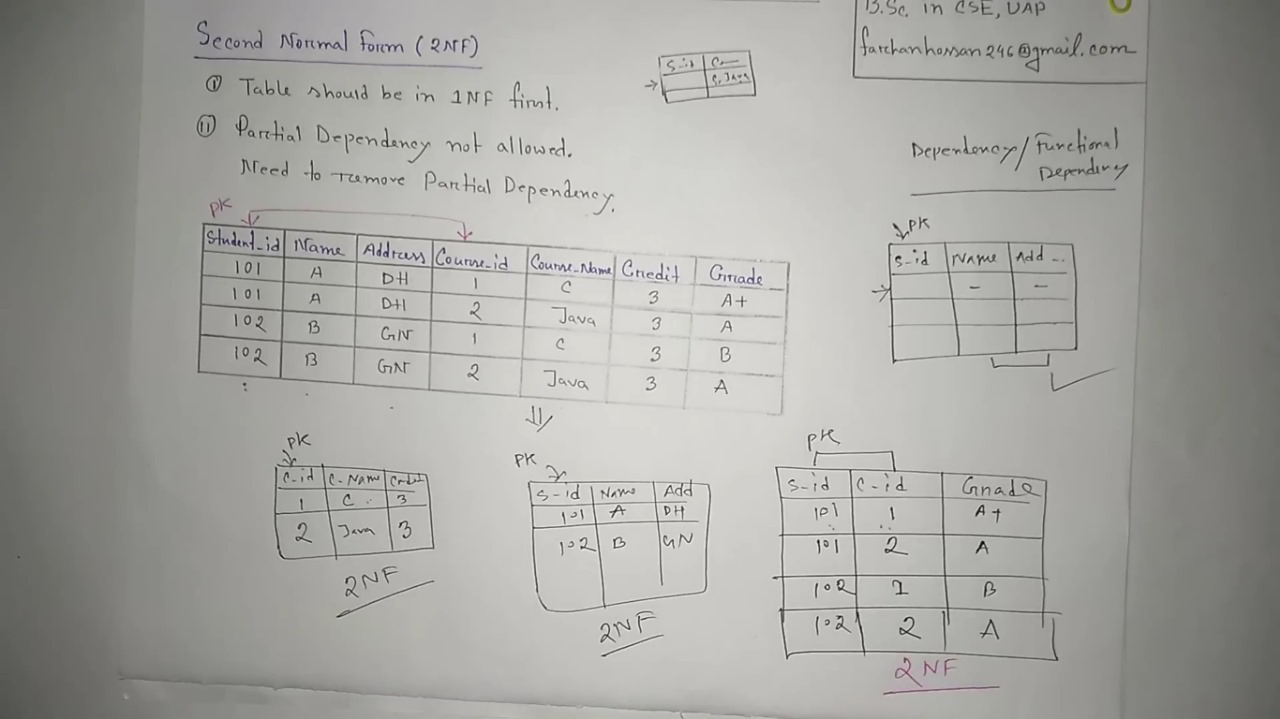 B.Sc. in CSE, UAP
farhanhossan246@gmail.com
Second Normal Form (2NF)
S-id
C, Java
i Table should be in 1NF first.
ii Partial Dependency not allowed.
Need to remove Partial Dependency.
Dependency/Functional Dependency
PK
Student_id Name Address Course_id Course_Name Credit Grade
101 A DH 1 C 3 A+
101 A DH 2 Java 3 A
102 B GN 1 C 3 B
102 B GN 2 Java 3 A
PK
S-id Name Add..
- -
PK
C-id C-Name Credit
1 C 3
2 Java 3
2NF
PK
S-id Name Add
101 A DH
102 B GN
2NF
PK
S-id C-id Grade
101 1 A+
101 2 A
102 1 B
102 2 A
2NF